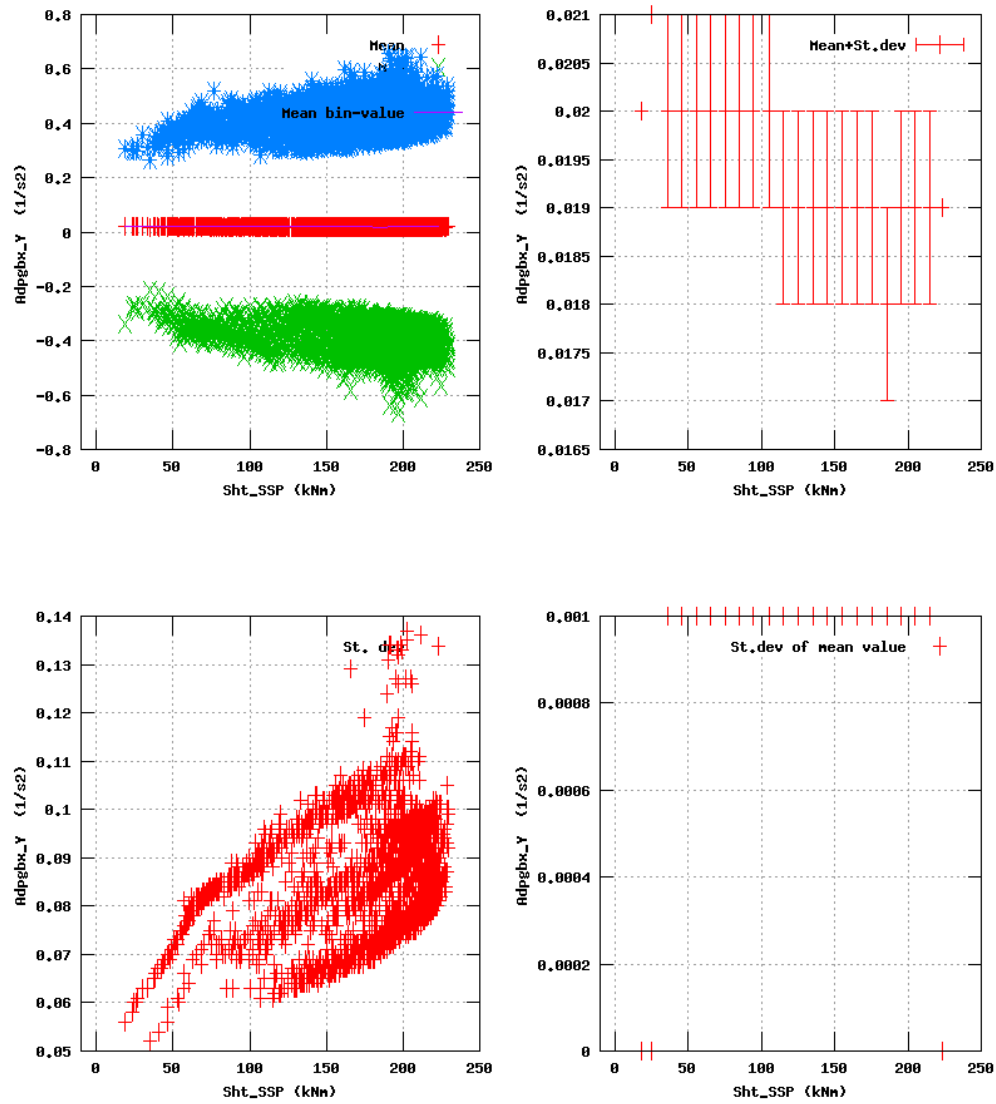 0.8
0.6
0.4
0.2
0
-0.2
-0.4
-0.6
-0.8
0 50 100 150 200 250
Adpgbx_Y (1/s2)
Sht_SSP (kNm)
Mean
Mean bin-value
0.021
0.0205
0.02
0.0195
0.019
0.0185
0.018
0.0175
0.017
0.0165
0 50 100 150 200 250
Adpgbx_Y (1/s2)
Sht_SSP (kNm)
Mean+St.dev
0.14
0.13
0.12
0.11
0.1
0.09
0.08
0.07
0.06
0.05
0 50 100 150 200 250
Adpgbx_Y (1/s2)
Sht_SSP (kNm)
St. dev
0.001
0.0008
0.0006
0.0004
0.0002
0
0 50 100 150 200 250
Adpgbx_Y (1/s2)
Sht_SSP (kNm)
St.dev of mean value